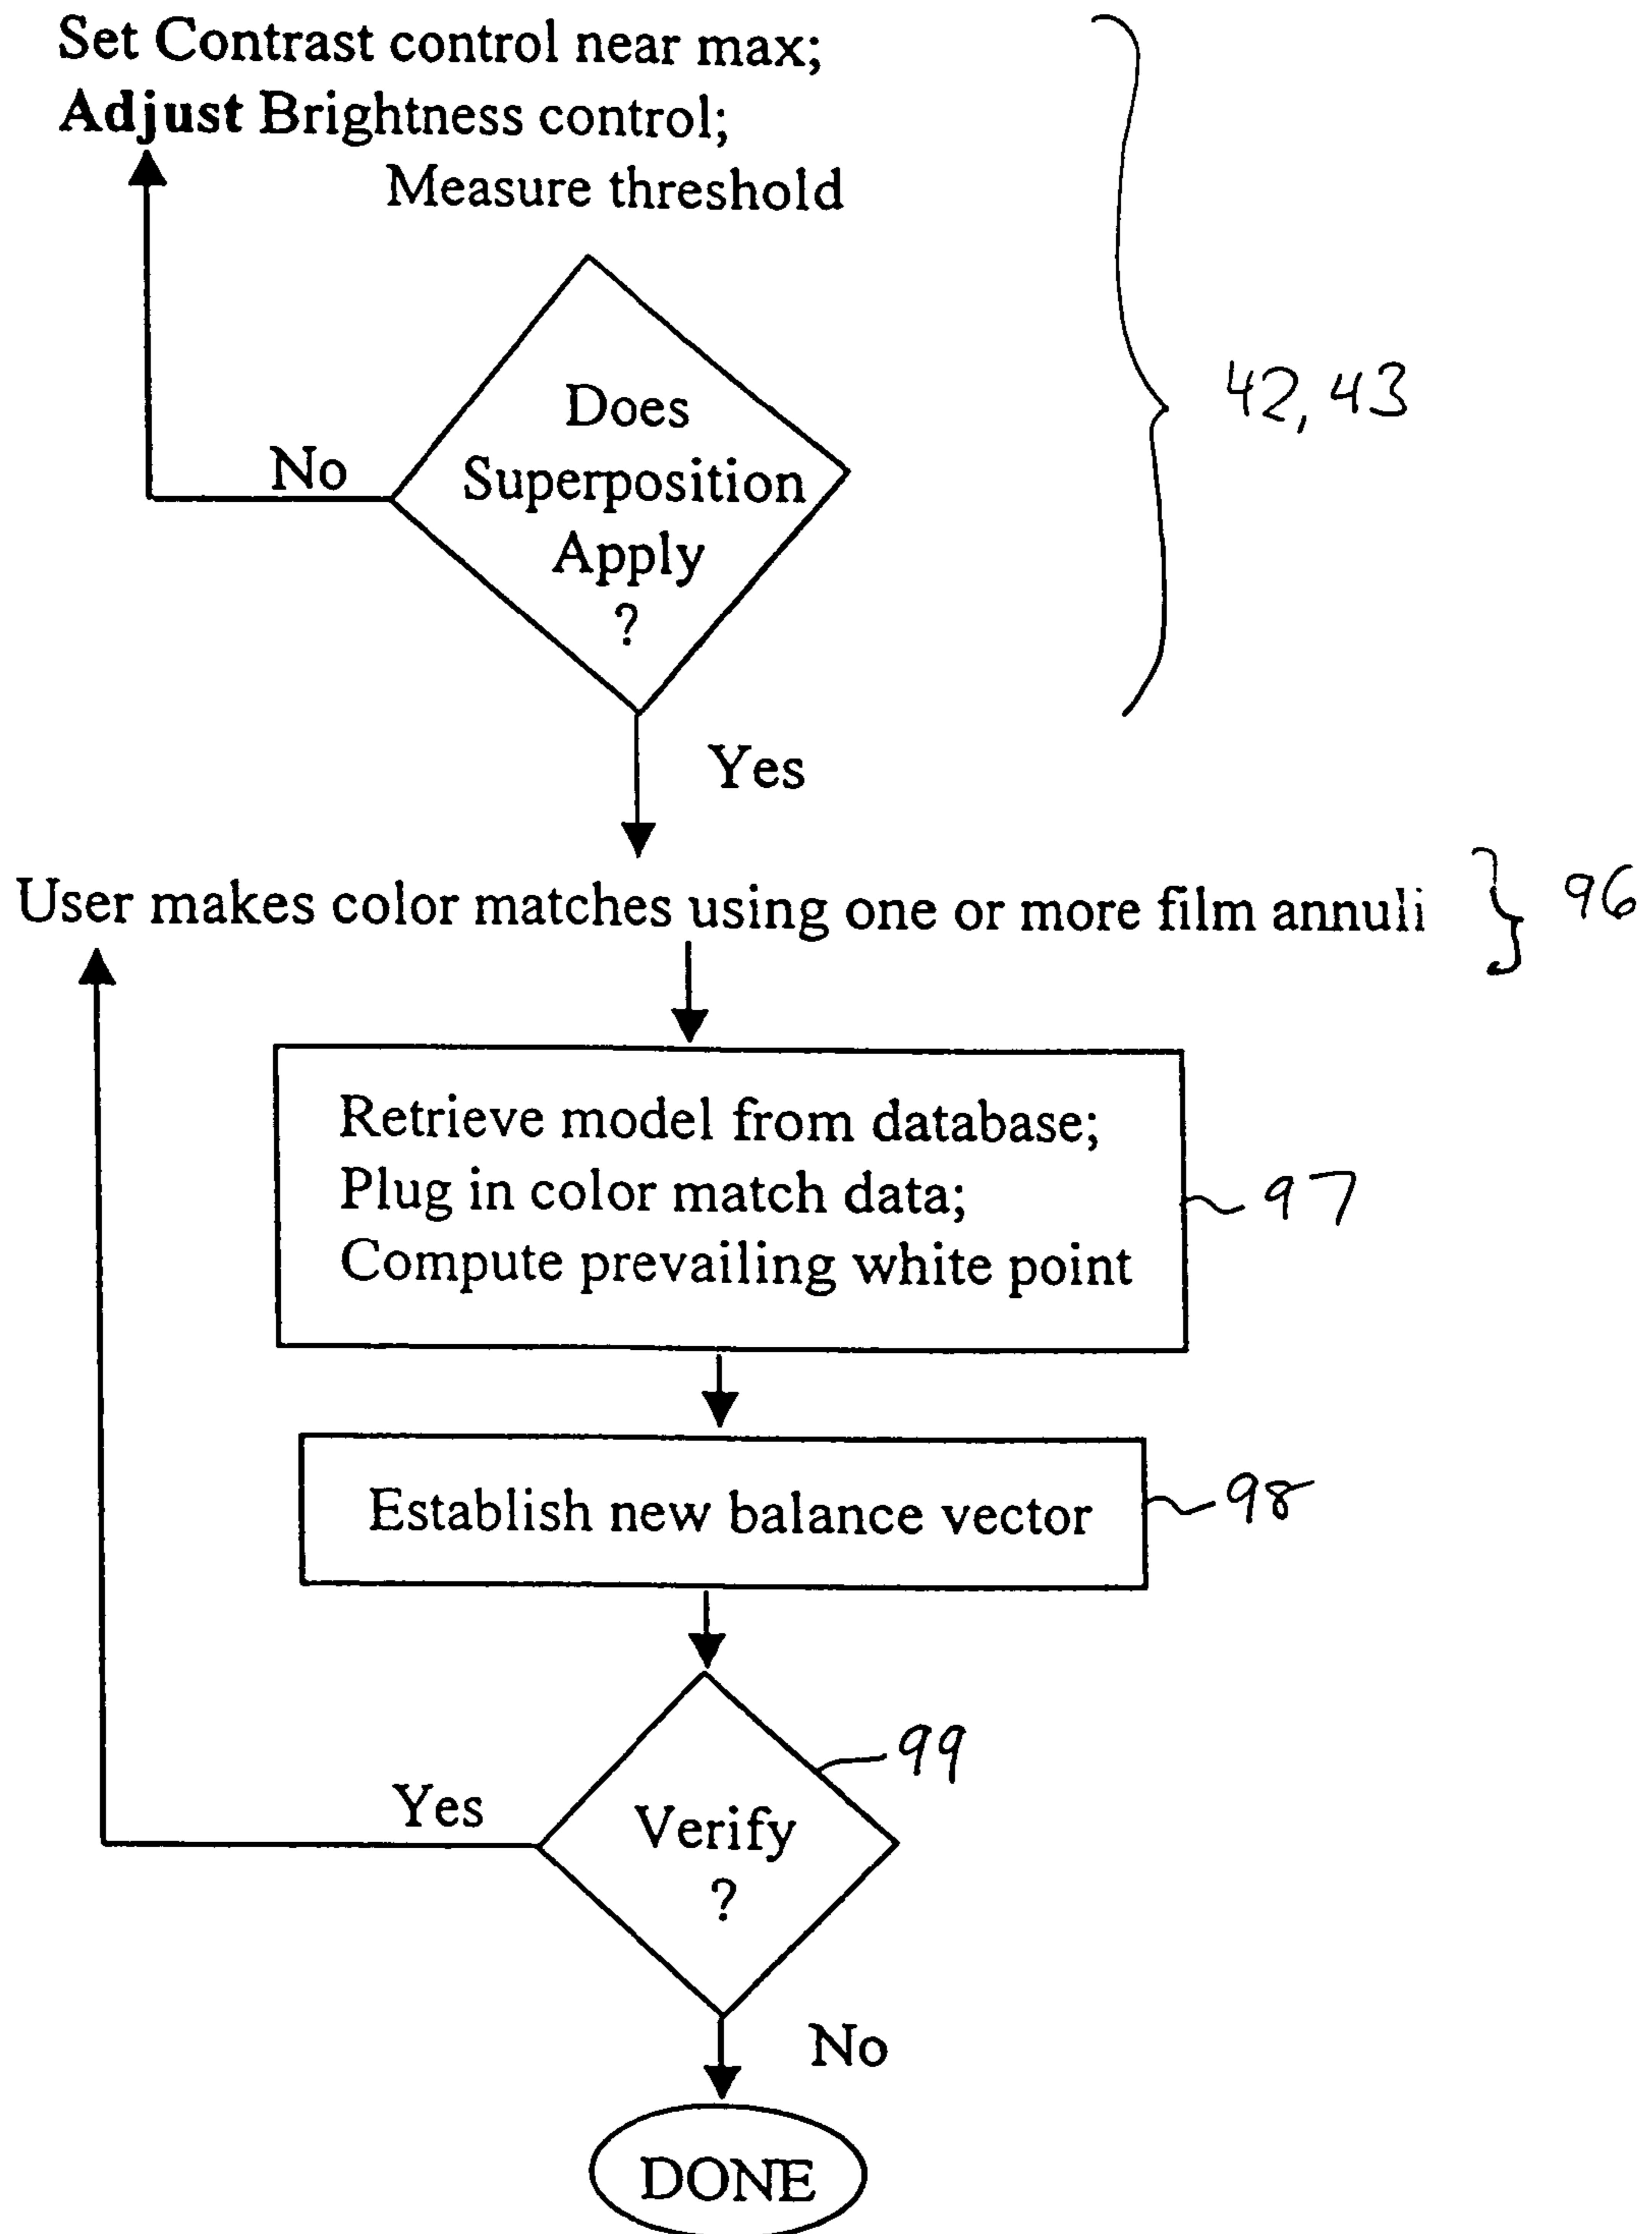 Set Contrast control near max;
Adjust Brightness control;
Measure threshold
Does
Superposition
Apply
?
No
42,43
Yes
User makes color matches using one or more film annuli
96
Retrieve model from database;
Plug in color match data;
Compute prevailing white point
97
Establish new balance vector
98
99
Yes
Verify
?
No
DONE